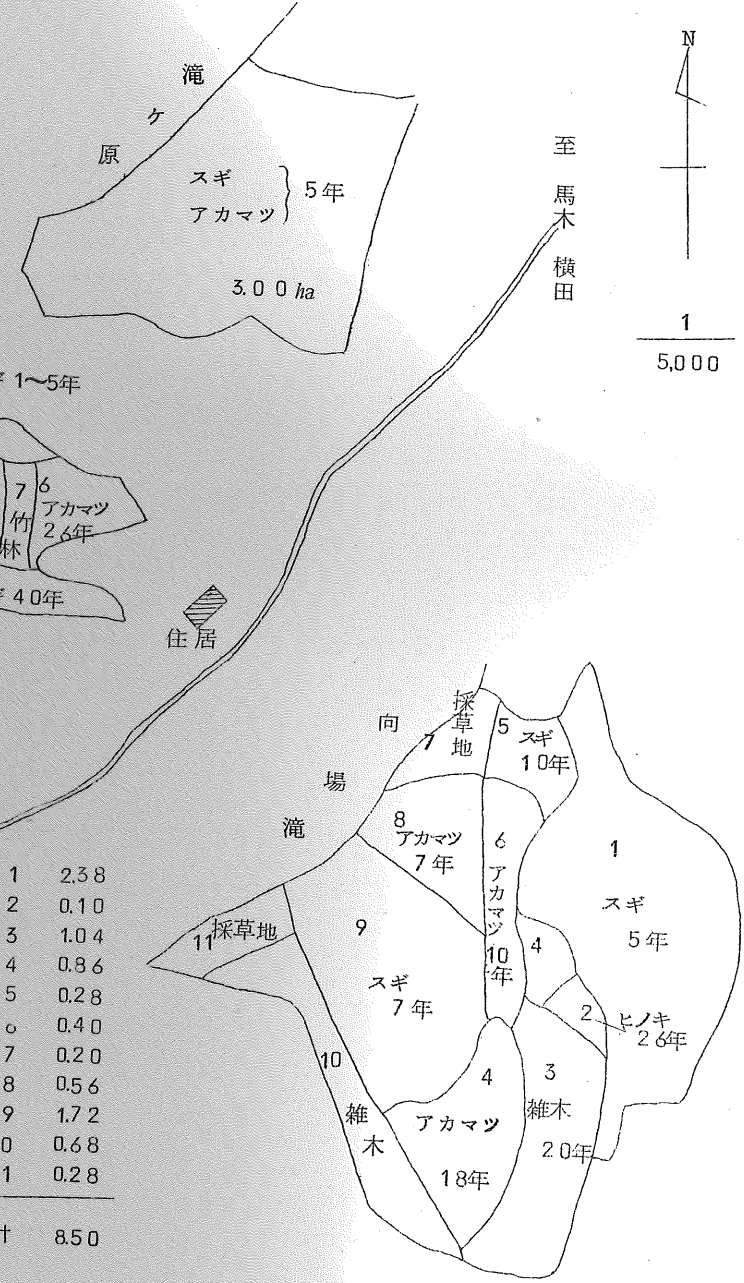 滝ケ原
スギ
アカマツ
5年
3.00 ha
至 馬木 横田
N
1
5,000
1～5年
7
竹林
6
アカマツ
26年
40年
住居
滝場向
7
採草地
5
スギ
10年
8
アカマツ
7年
6
アカマツ
10年
1
スギ
5年
4
2
ヒノキ
26年
9
スギ
7年
11
採草地
10
雑木
4
アカマツ
18年
3
雑木
20年
1 2.38
2 0.10
3 1.04
4 0.86
5 0.28
6 0.40
7 0.20
8 0.56
9 1.72
0 0.68
1 0.28
8.50